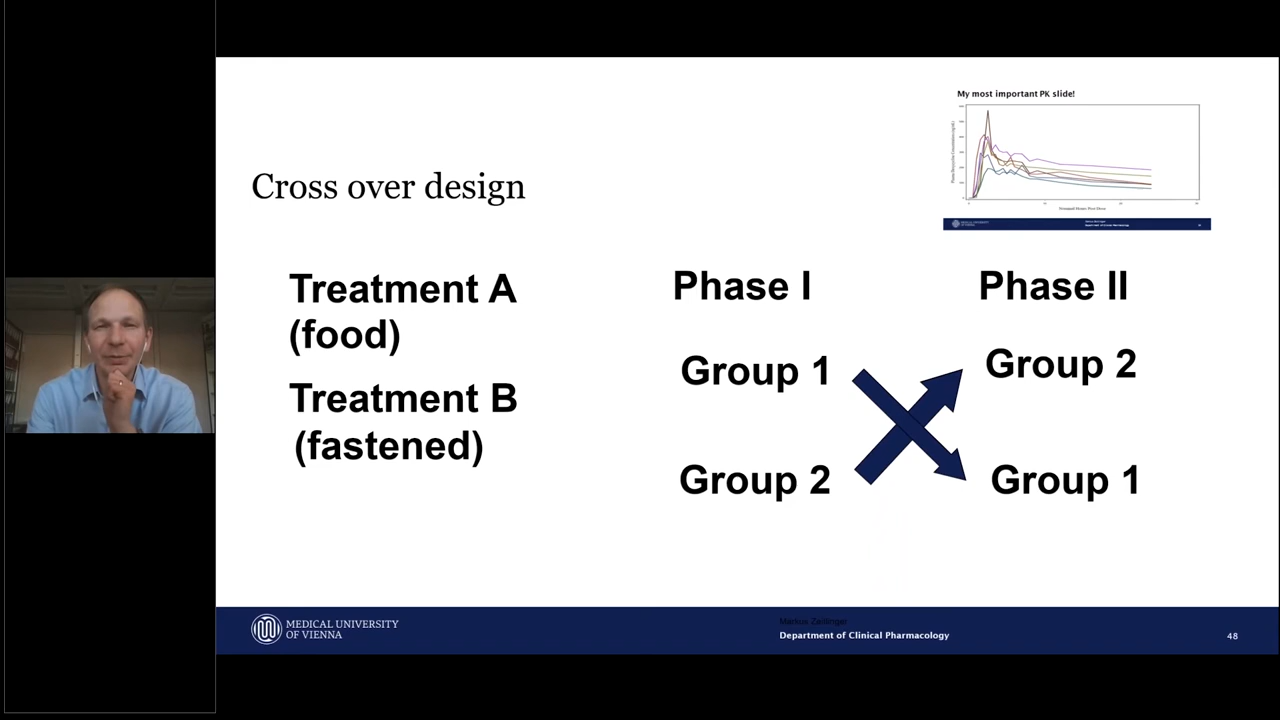 My most important PK slide!
Cross over design
Treatment A
(food)
Treatment B
(fastened)
Phase I
Phase II
Group 1
Group 2
Group 2
Group 1
MEDICAL UNIVERSITY
OF VIENNA
Department of Clinical Pharmacology
48